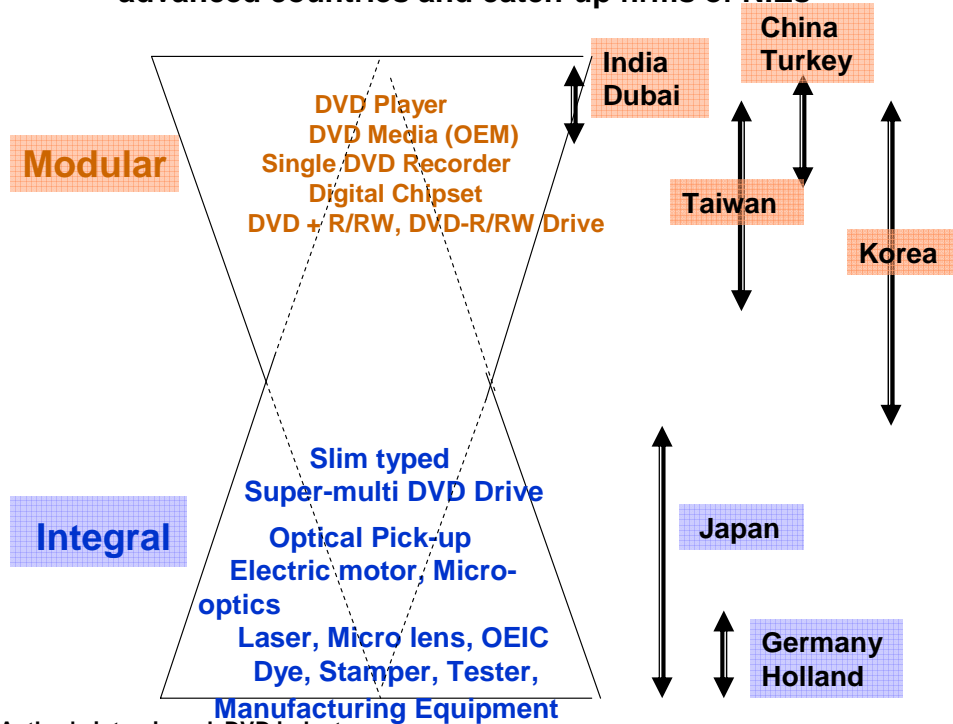 China
Turkey
India
Dubai
DVD Player
DVD Media (OEM)
Single DVD Recorder
Digital Chipset
DVD + R/RW, DVD-R/RW Drive
Modular
Taiwan
Korea
Slim typed
Super-multi DVD Drive
Optical Pick-up
Electric motor, Micro-
optics
Laser, Micro lens, OEIC
Dye, Stamper, Tester,
Manufacturing Equipment
Integral
Japan
Germany
Holland